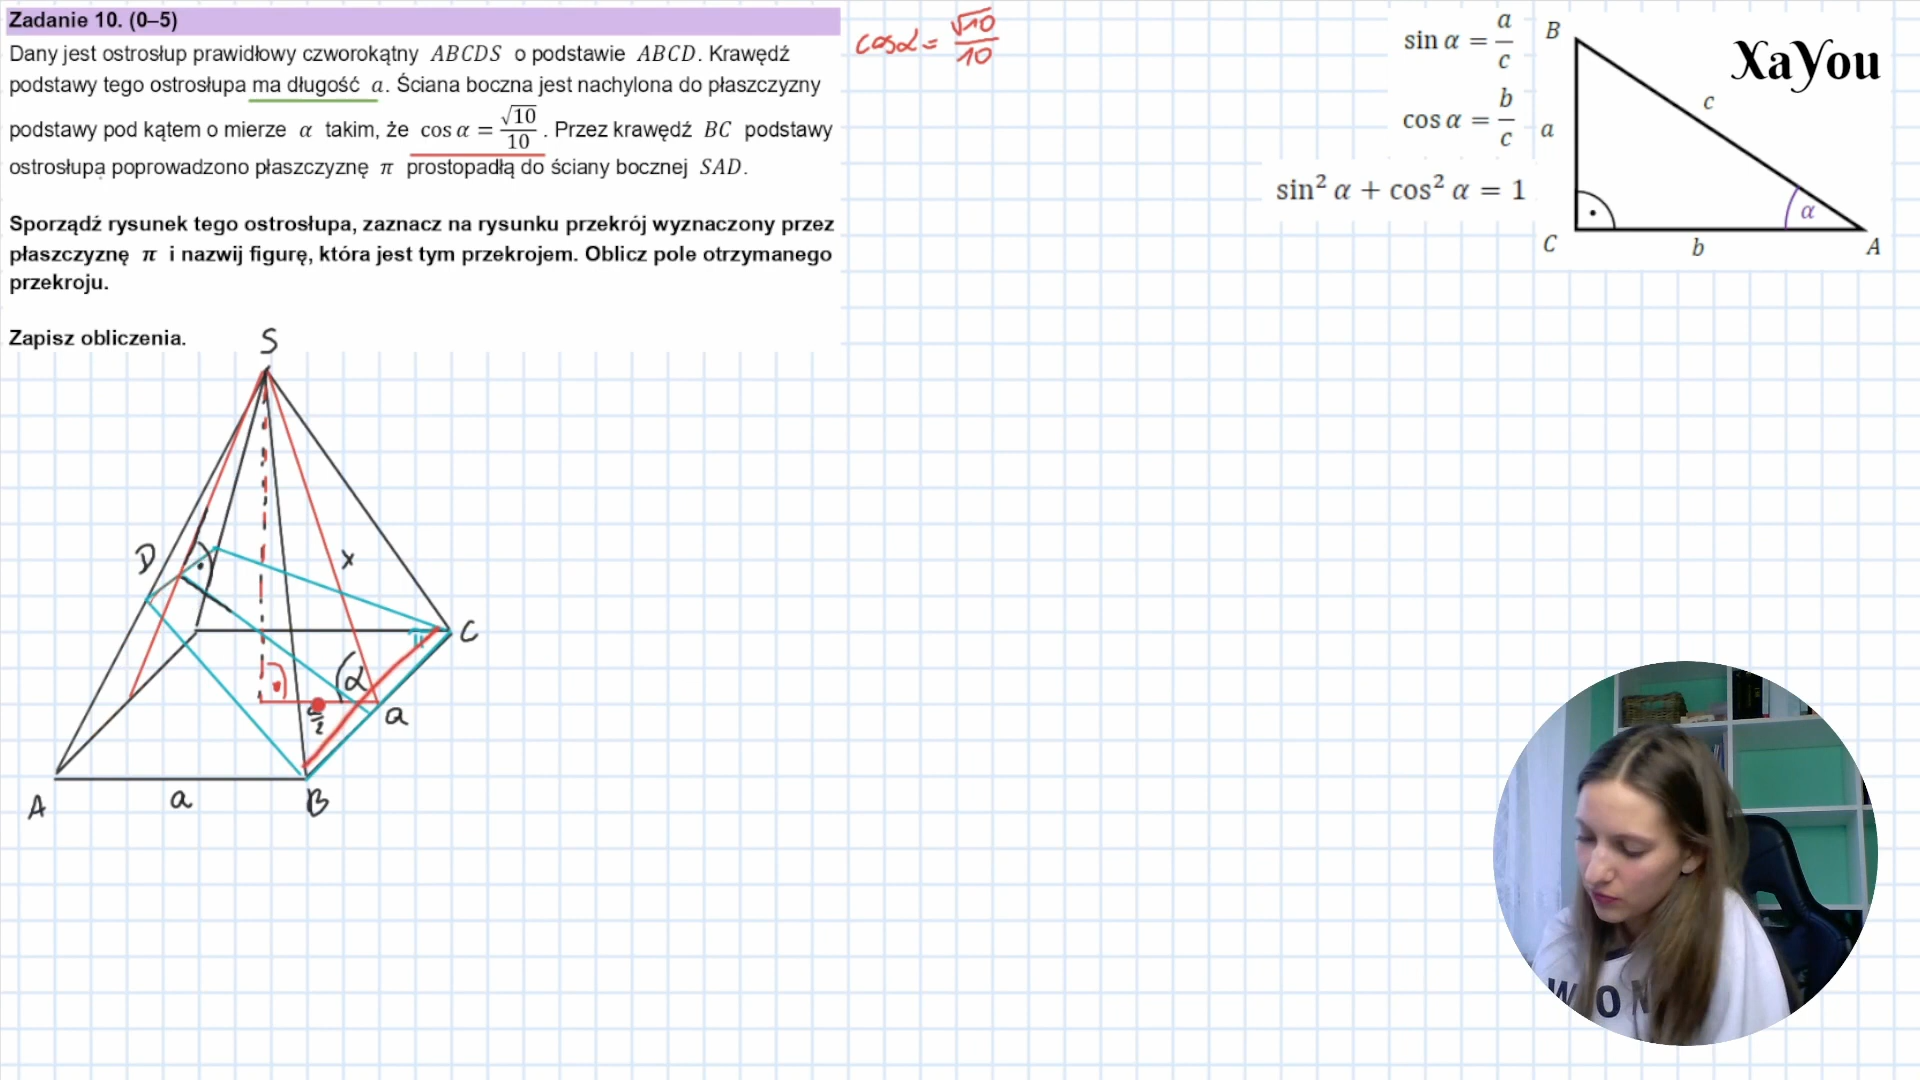 Zadanie 10. (0–5)
Dany jest ostrosłup prawidłowy czworokątny ABCDS o podstawie ABCD. Krawędź
podstawy tego ostrosłupa ma długość a. Ściana boczna jest nachylona do płaszczyzny
podstawy pod kątem o mierze α takim, że cos α = √10/10. Przez krawędź BC podstawy
ostrosłupa poprowadzono płaszczyznę π prostopadłą do ściany bocznej SAD.
Sporządź rysunek tego ostrosłupa, zaznacz na rysunku przekrój wyznaczony przez
płaszczyznę π i nazwij figurę, która jest tym przekrojem. Oblicz pole otrzymanego
przekroju.
Zapisz obliczenia.
cosα = √10/10
sin α = a/c
cos α = b/c
sin² α + cos² α = 1
B
c
a
α
C
b
A
XaYou
S
D
x
C
α
a/2
a
A
a
B
WON